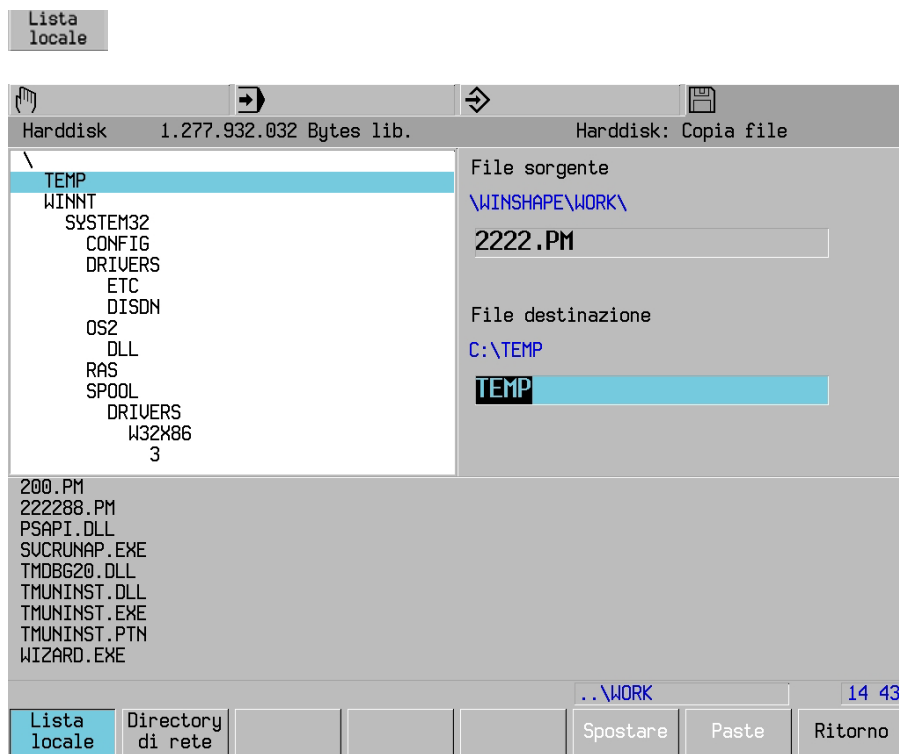 Lista
locale
Harddisk 1.277.932.032 Bytes lib. Harddisk: Copia file
\
TEMP
WINNT
SYSTEM32
CONFIG
DRIVERS
ETC
DISDN
OS2
DLL
RAS
SPOOL
DRIVERS
W32X86
3
File sorgente
\WINSHAPE\WORK\
2222.PM
File destinazione
C:\TEMP
TEMP
200.PM
222288.PM
PSAPI.DLL
SVCRUNAP.EXE
TMDBG20.DLL
TMUNINST.DLL
TMUNINST.EXE
TMUNINST.PTN
WIZARD.EXE
..\WORK 14 43
Lista
locale
Directory
di rete
Spostare
Paste
Ritorno